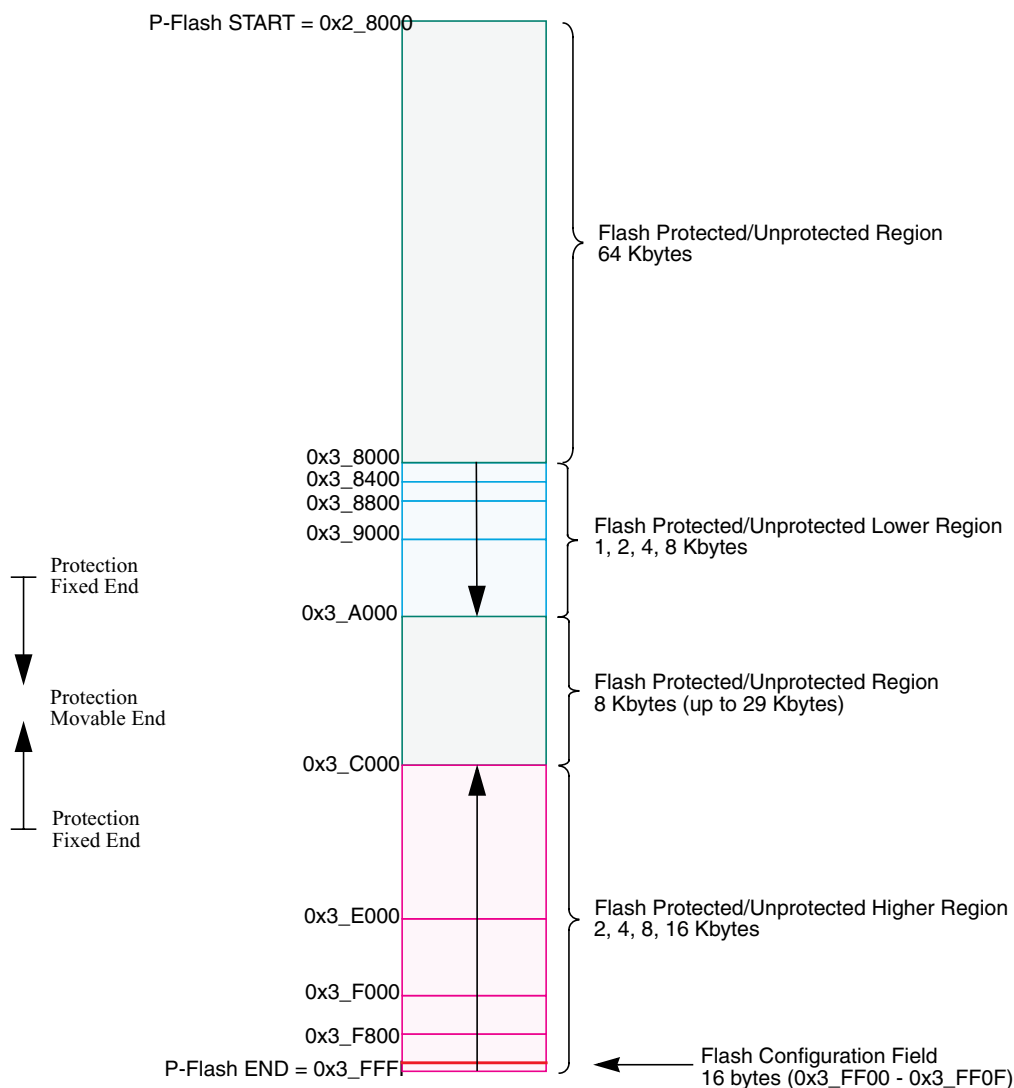 P-Flash START = 0x2_8000
Flash Protected/Unprotected Region
64 Kbytes
0x3_8000
0x3_8400
0x3_8800
0x3_9000
Flash Protected/Unprotected Lower Region
1, 2, 4, 8 Kbytes
Protection
Fixed End
0x3_A000
Flash Protected/Unprotected Region
8 Kbytes (up to 29 Kbytes)
Protection
Movable End
0x3_C000
Protection
Fixed End
0x3_E000
Flash Protected/Unprotected Higher Region
2, 4, 8, 16 Kbytes
0x3_F000
0x3_F800
P-Flash END = 0x3_FFF
Flash Configuration Field
16 bytes (0x3_FF00 - 0x3_FF0F)